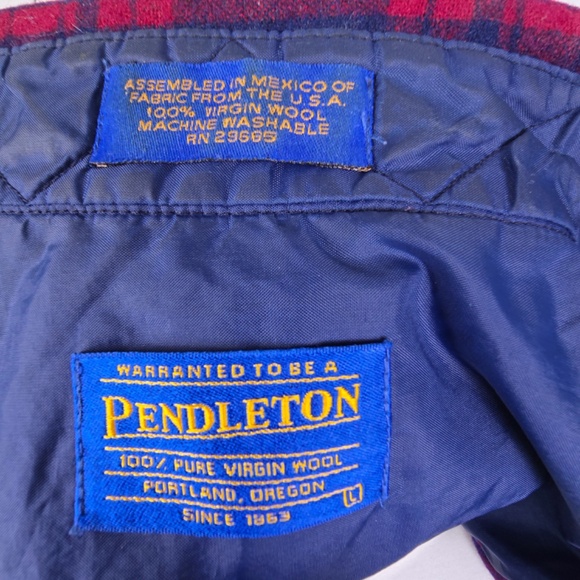 ASSEMBLED IN MEXICO OF
FABRIC FROM THE U.S.A.
100% VIRGIN WOOL
MACHINE WASHABLE
RN 29685
WARRANTED TO BE A
PENDLETON
100% PURE VIRGIN WOOL
PORTLAND, OREGON L
SINCE 1863